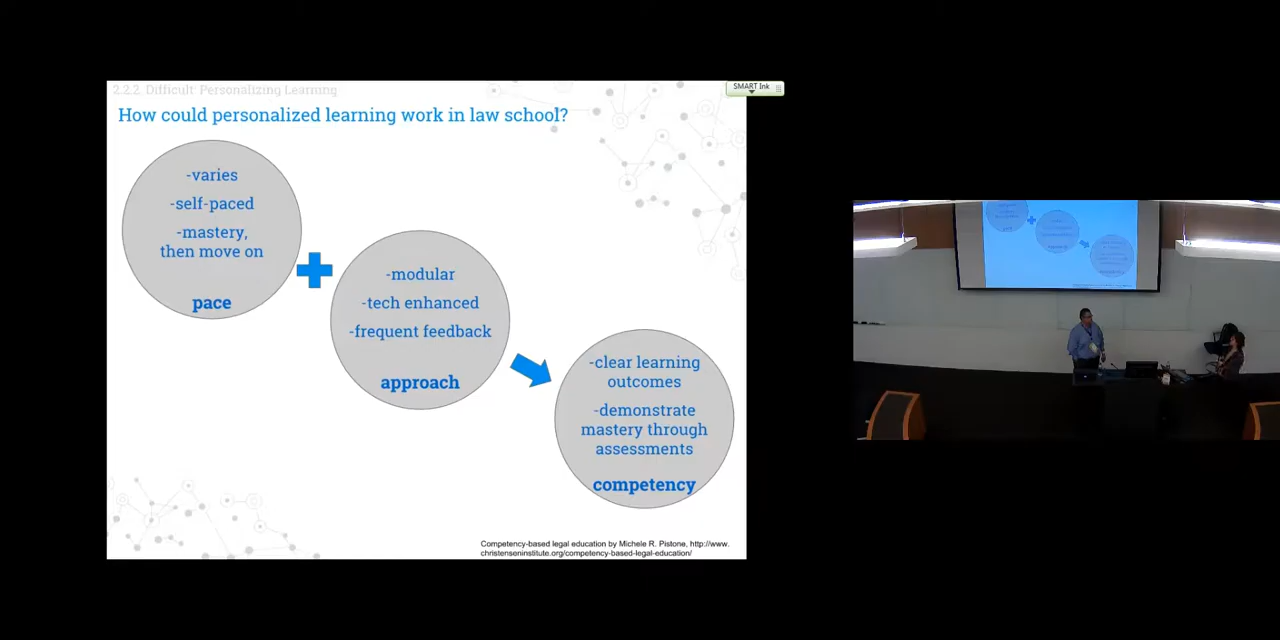 2.2.2. Difficult: Personalizing Learning
SMART Ink
How could personalized learning work in law school?
-varies
-self-paced
-mastery,
then move on
pace
-modular
-tech enhanced
-frequent feedback
approach
-clear learning
outcomes
-demonstrate
mastery through
assessments
competency
Competency-based legal education by Michele R. Pistone, http://www.
christenseninstitute.org/competency-based-legal-education/